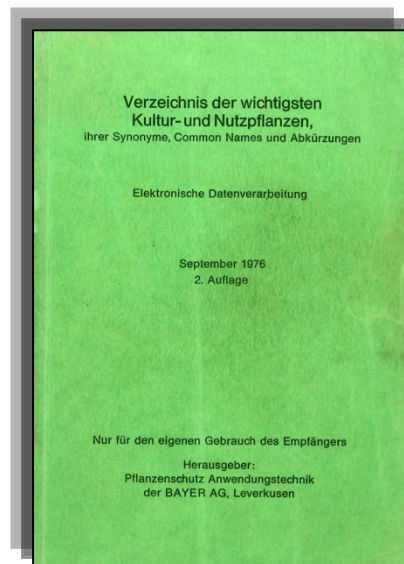 Verzeichnis der wichtigsten
Kultur- und Nutzpflanzen,
ihrer Synonyme, Common Names und Abkürzungen
Elektronische Datenverarbeitung
September 1976
2. Auflage
Nur für den eigenen Gebrauch des Empfängers
Herausgeber:
Pflanzenschutz Anwendungstechnik
der BAYER AG, Leverkusen